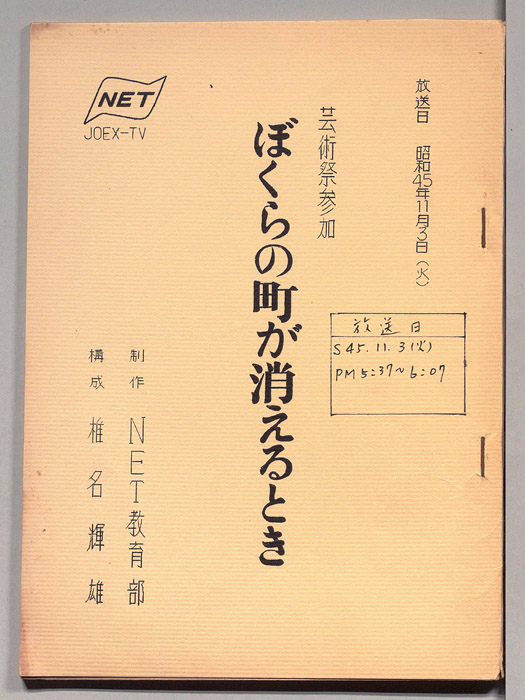 放送日 昭和45年11月3日（火）
芸術祭参加
ぼくらの町が消えるとき
NET
JOEX-TV
放送日
S45.11.3(火)
PM5:37~6:07
制作 NET教育部
構成 椎名輝雄